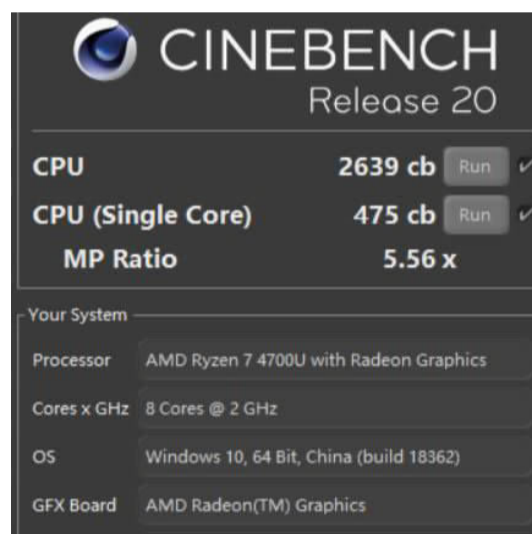 CINEBENCH
Release 20
CPU 2639 cb Run
CPU (Single Core) 475 cb Run
MP Ratio 5.56 x
Your System
Processor AMD Ryzen 7 4700U with Radeon Graphics
Cores x GHz 8 Cores @ 2 GHz
OS Windows 10, 64 Bit, China (build 18362)
GFX Board AMD Radeon(TM) Graphics